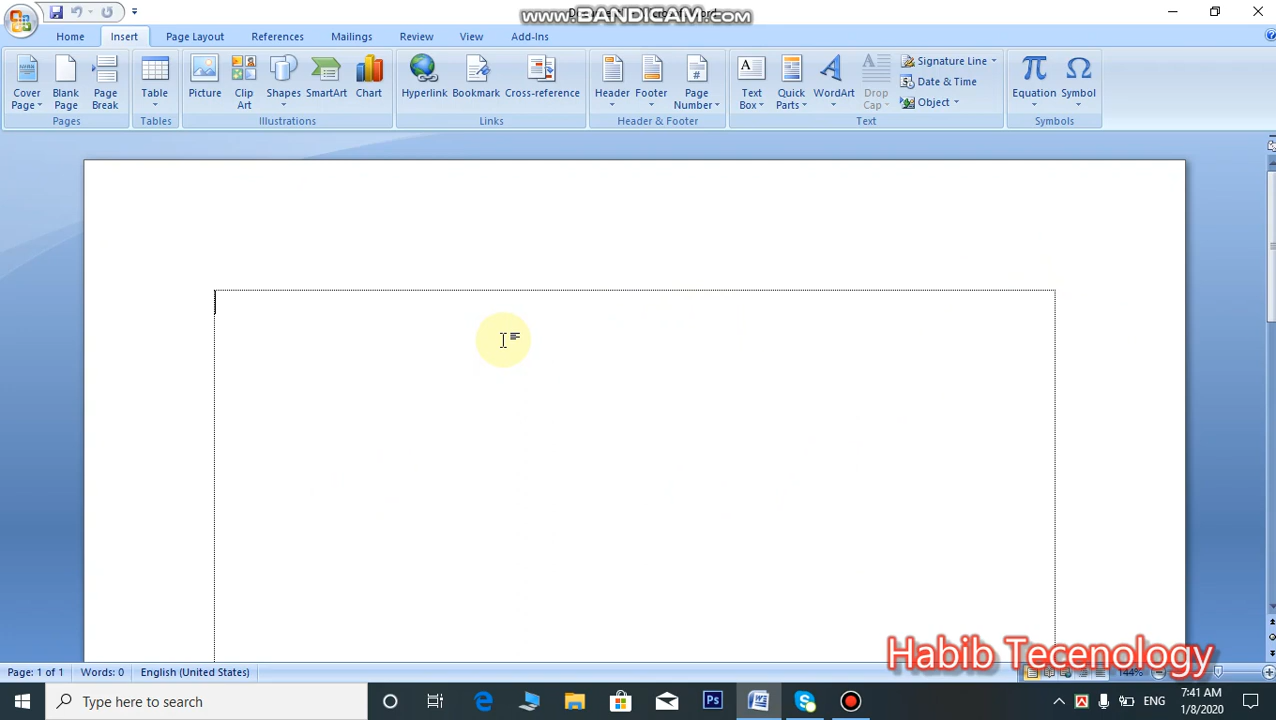 www.BANDICAM.com
Home Insert Page Layout References Mailings Review View Add-Ins
Cover Page Blank Page Page Break Table Picture Clip Art Shapes SmartArt Chart Hyperlink Bookmark Cross-reference Header Footer Page Number Text Box Quick Parts WordArt Drop Cap Signature Line Date & Time Object Equation Symbol
Pages Tables Illustrations Links Header & Footer Text Symbols
Habib Tecenology
Page: 1 of 1 Words: 0 English (United States) 144%
Type here to search Ps ENG 7:41 AM
1/8/2020